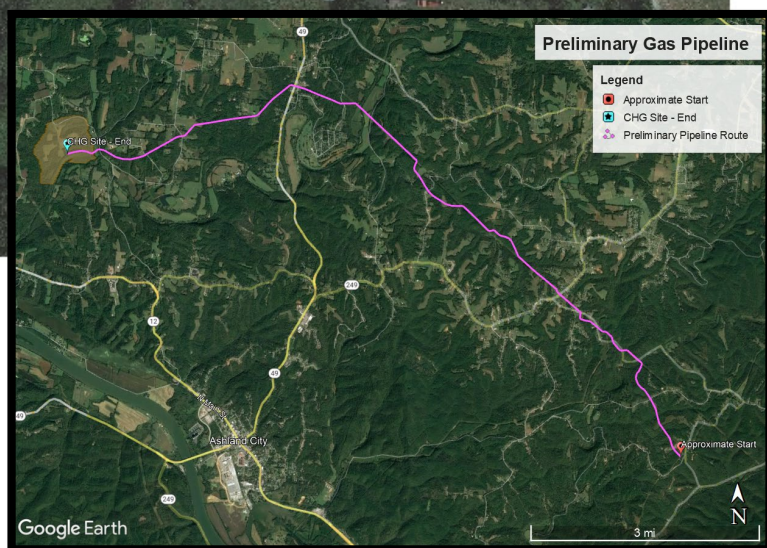 Preliminary Gas Pipeline
Legend
Approximate Start
CHG Site - End
Preliminary Pipeline Route
49
CHG Site - End
249
12
49
49
Ashland City
249
Approximate Start
Google Earth
N
3 mi